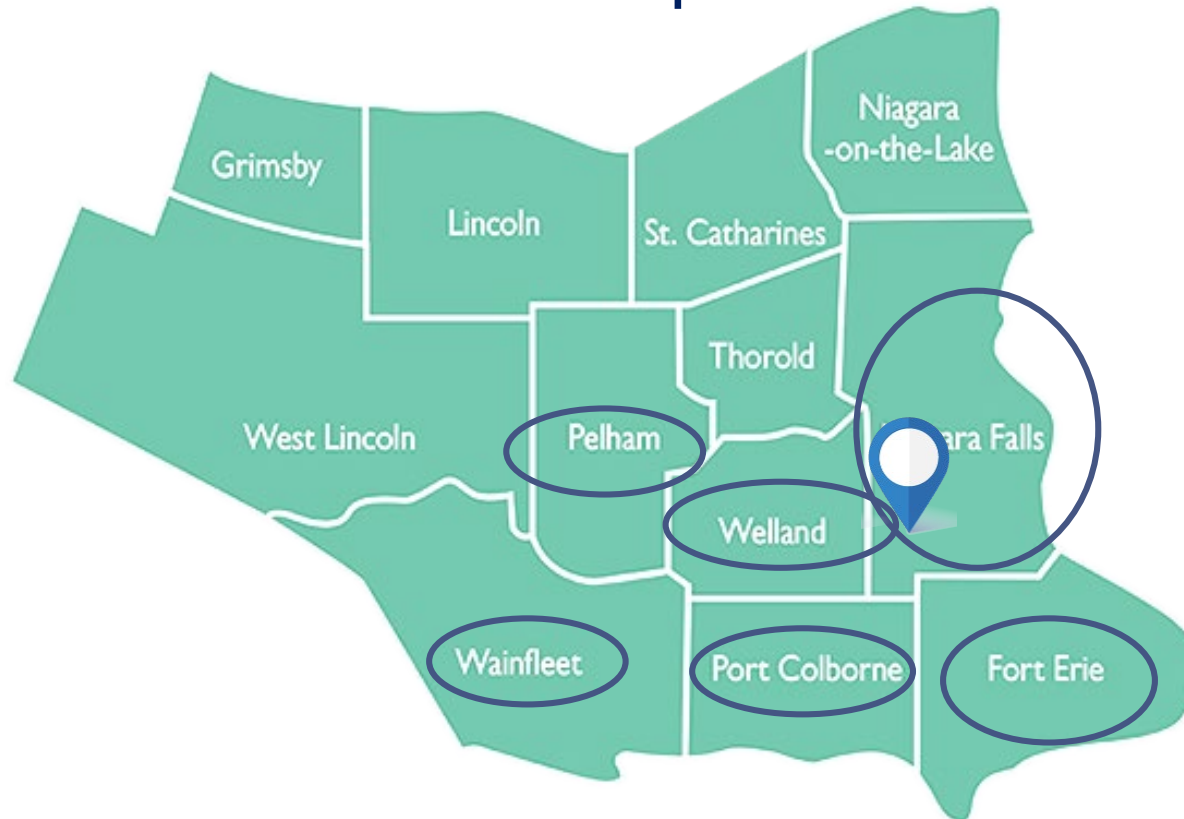 Niagara
-on-the-Lake
Grimsby
Lincoln
St. Catharines
Thorold
West Lincoln
Pelham
ara Falls
Welland
Wainfleet
Port Colborne
Fort Erie